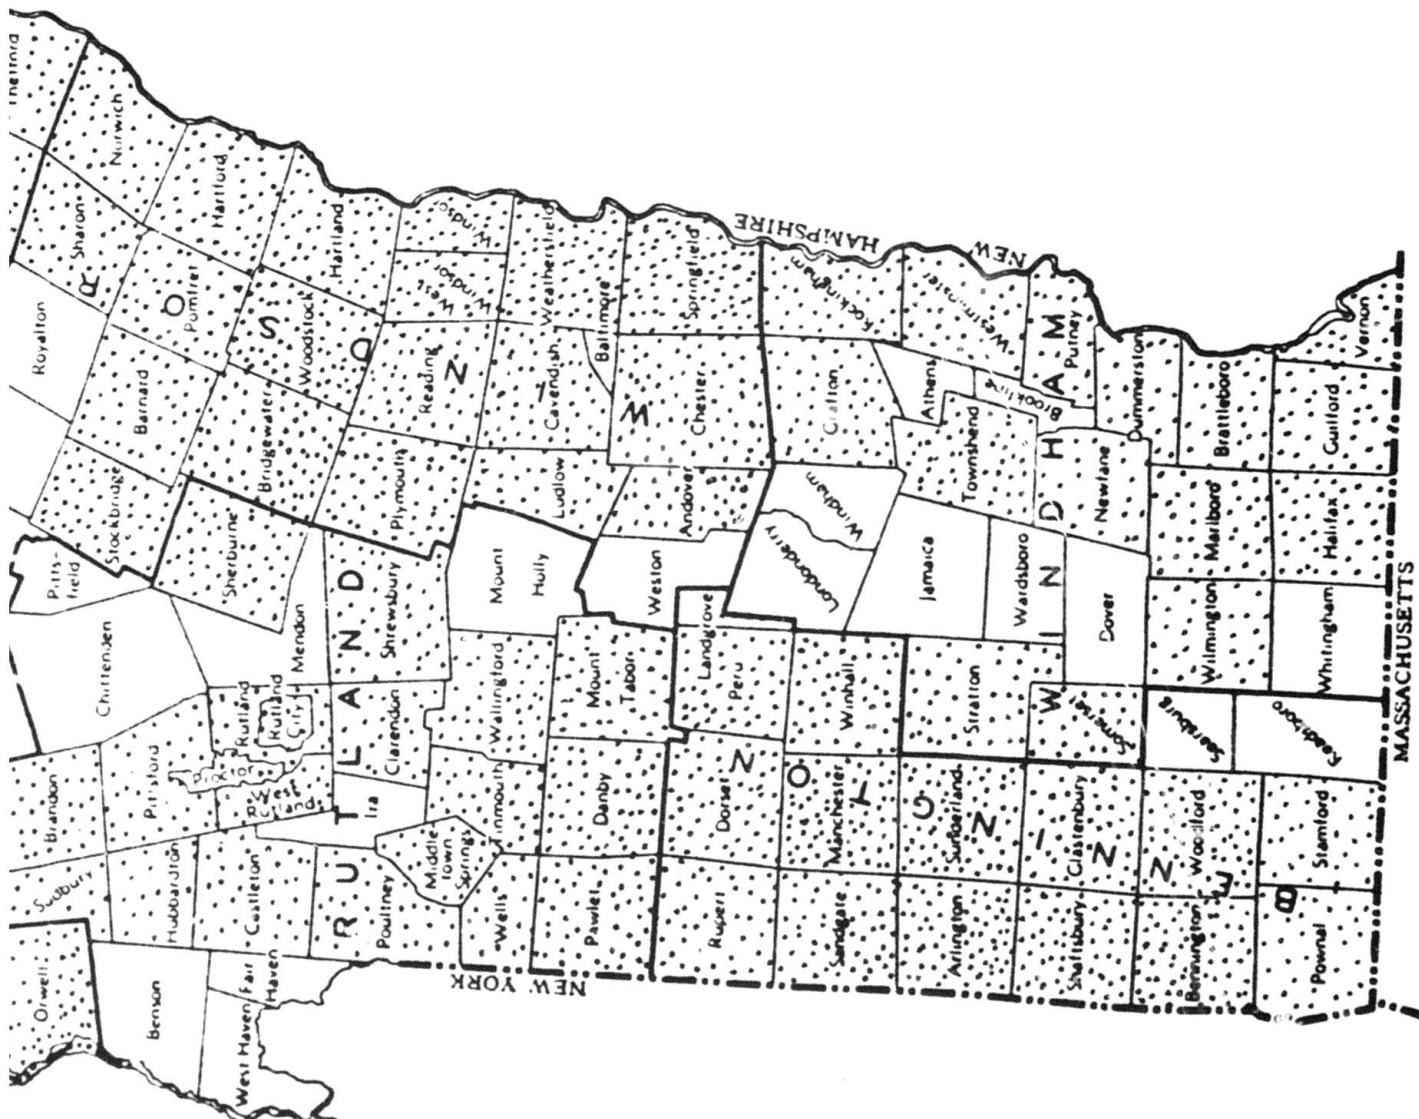 Thetford
Norwich
Sharon
Hartford
Royalton
Pomfret
Hartland
Barnard
Woodstock
Windsor
West
Windsor
Stockbridge
Bridgewater
Reading
Weathersfield
Baltimore
Cavendish
Springfield
Plymouth
Ludlow
Chester
Andover
Pitts-
field
Sherburne
Chittenden
Mendon
Shrewsbury
Mount
Holly
Weston
Landgrove
Peru
Rutland
Rutland
City
Clarendon
Wallingford
Mount
Tabor
Brandon
Pittsford
Proctor
West
Rutland
Ira
Tinmouth
Danby
Middle-
town
Springs
Sudbury
Hubbardton
Castleton
Poultney
Wells
Pawlet
Orwell
Benson
West Haven
Fair
Haven
RUTLAND
WINDSOR
NEW HAMPSHIRE
Rockingham
Westminster
Grafton
Athens
Brookline
Putney
Townshend
Dummerston
Windham
Londonderry
Jamaica
Newfane
Brattleboro
Vernon
Wardsboro
Dover
Marlboro
Guilford
Halifax
Wilmington
Whitingham
Stratton
Somerset
WINDHAM
Winhall
Dorset
Rupert
Manchester
Sandgate
Sunderland
Arlington
Glastenbury
Shaftsbury
Searsburg
Readsboro
Woodford
Bennington
Stamford
Pownal
BENNINGTON
NEW YORK
MASSACHUSETTS